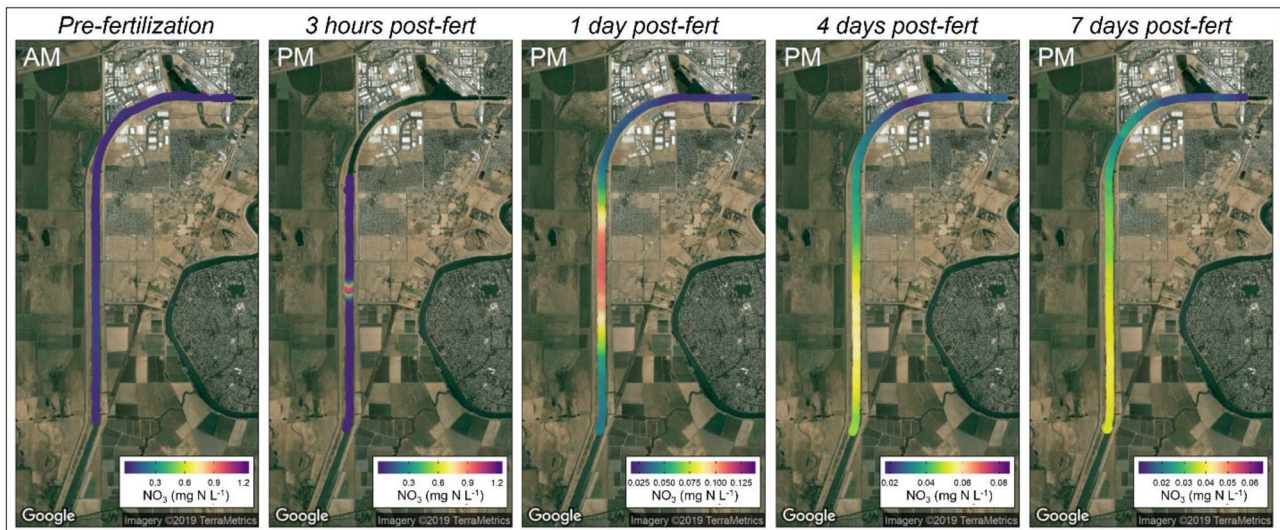 Pre-fertilization
3 hours post-fert
1 day post-fert
4 days post-fert
7 days post-fert
AM
PM
PM
PM
PM
0.3 0.6 0.9 1.2
NO3 (mg N L-1)
Google
Imagery ©2019 TerraMetrics
0.3 0.6 0.9 1.2
NO3 (mg N L-1)
Google
Imagery ©2019 TerraMetrics
0.025 0.050 0.075 0.100 0.125
NO3 (mg N L-1)
Google
Imagery ©2019 TerraMetrics
0.02 0.04 0.06 0.08
NO3 (mg N L-1)
Google
Imagery ©2019 TerraMetrics
0.02 0.03 0.04 0.05 0.06
NO3 (mg N L-1)
Google
Imagery ©2019 TerraMetrics